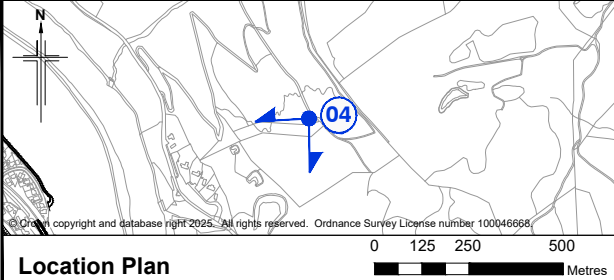 N
04
© Crown copyright and database right 2025. All rights reserved. Ordnance Survey License number 100046668.
Location Plan
0 125 250 500
Metres